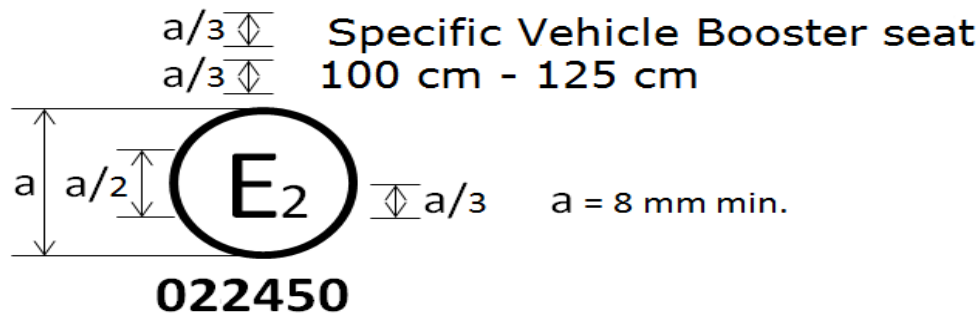 a/3 Specific Vehicle Booster seat
a/3 100 cm - 125 cm
a a/2 E2 a/3 a = 8 mm min.
022450